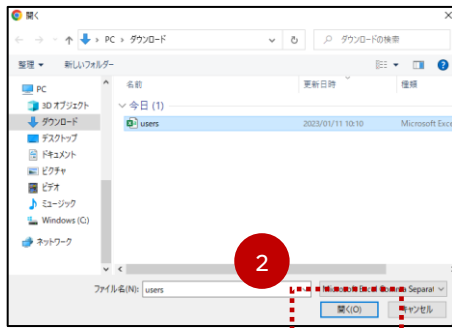 開く
PC › ダウンロード
ダウンロードの検索
整理 新しいフォルダー
名前 更新日時 種類
PC
3D オブジェクト
ダウンロード
デスクトップ
ドキュメント
ピクチャ
ビデオ
ミュージック
Windows (C:)
ネットワーク
今日 (1)
users 2023/01/11 10:10 Microsoft Exce
2
ファイル名(N): users
Microsoft Excel Comma Separat
開く(O) キャンセル